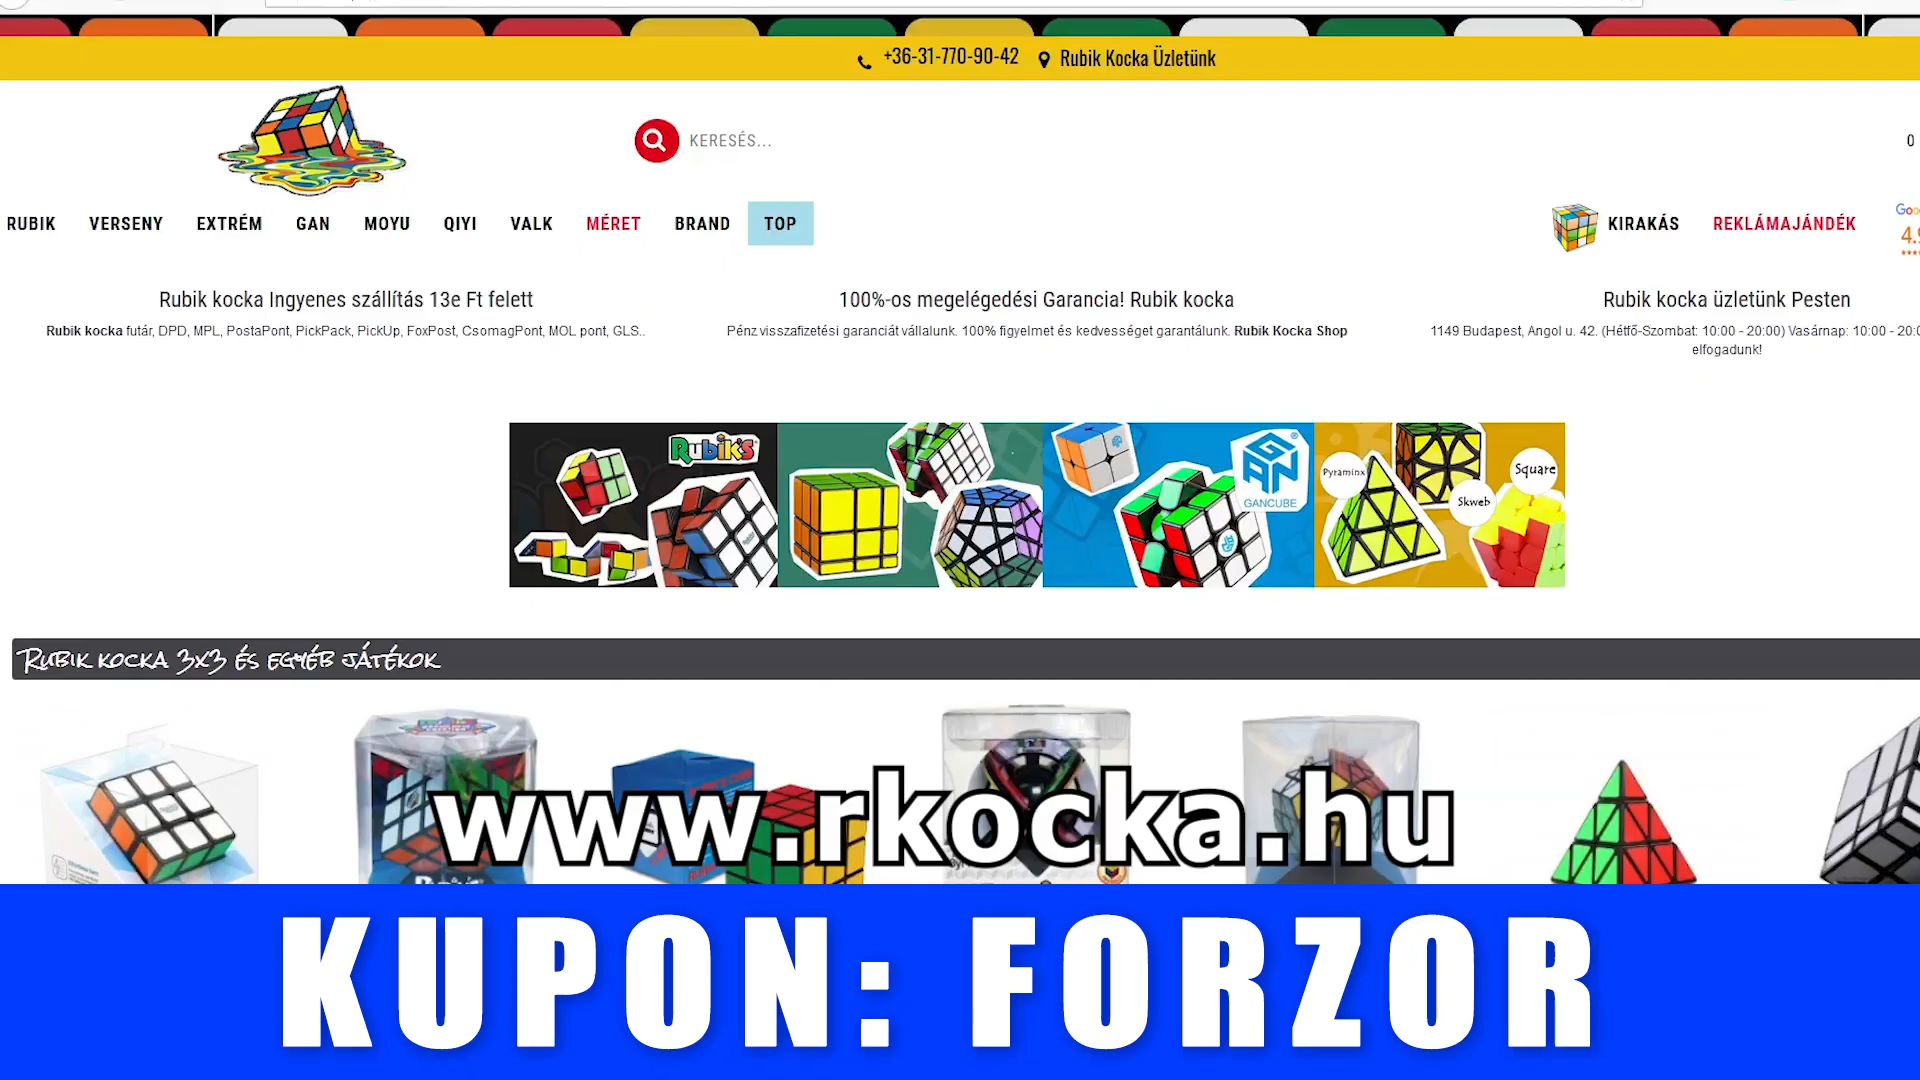 +36-31-770-90-42 Rubik Kocka Üzletünk
KERESÉS...
0
RUBIK VERSENY EXTRÉM GAN MOYU QIYI VALK MÉRET BRAND TOP
KIRAKÁS REKLÁMAJÁNDÉK
Rubik kocka Ingyenes szállítás 13e Ft felett
Rubik kocka futár, DPD, MPL, PostaPont, PickPack, PickUp, FoxPost, CsomagPont, MOL pont, GLS..
100%-os megelégedési Garancia! Rubik kocka
Pénz visszafizetési garanciát vállalunk. 100% figyelmet és kedvességet garantálunk. Rubik Kocka Shop
Rubik kocka üzletünk Pesten
1149 Budapest, Angol u. 42. (Hétfő-Szombat: 10:00 - 20:00) Vasárnap: 10:00 - 20:0
elfogadunk!
Rubik's
GAN
GANCUBE
Pyraminx
Skweb
Square
Rubik kocka 3x3 és egyéb játékok
www.rkocka.hu
KUPON: FORZOR